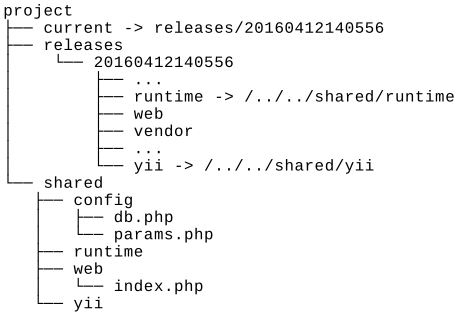 project
├── current -> releases/20160412140556
├── releases
│   └── 20160412140556
│       ├── ...
│       ├── runtime -> /../../shared/runtime
│       ├── web
│       ├── vendor
│       ├── ...
│       └── yii -> /../../shared/yii
└── shared
    ├── config
    │   ├── db.php
    │   └── params.php
    ├── runtime
    ├── web
    │   └── index.php
    └── yii